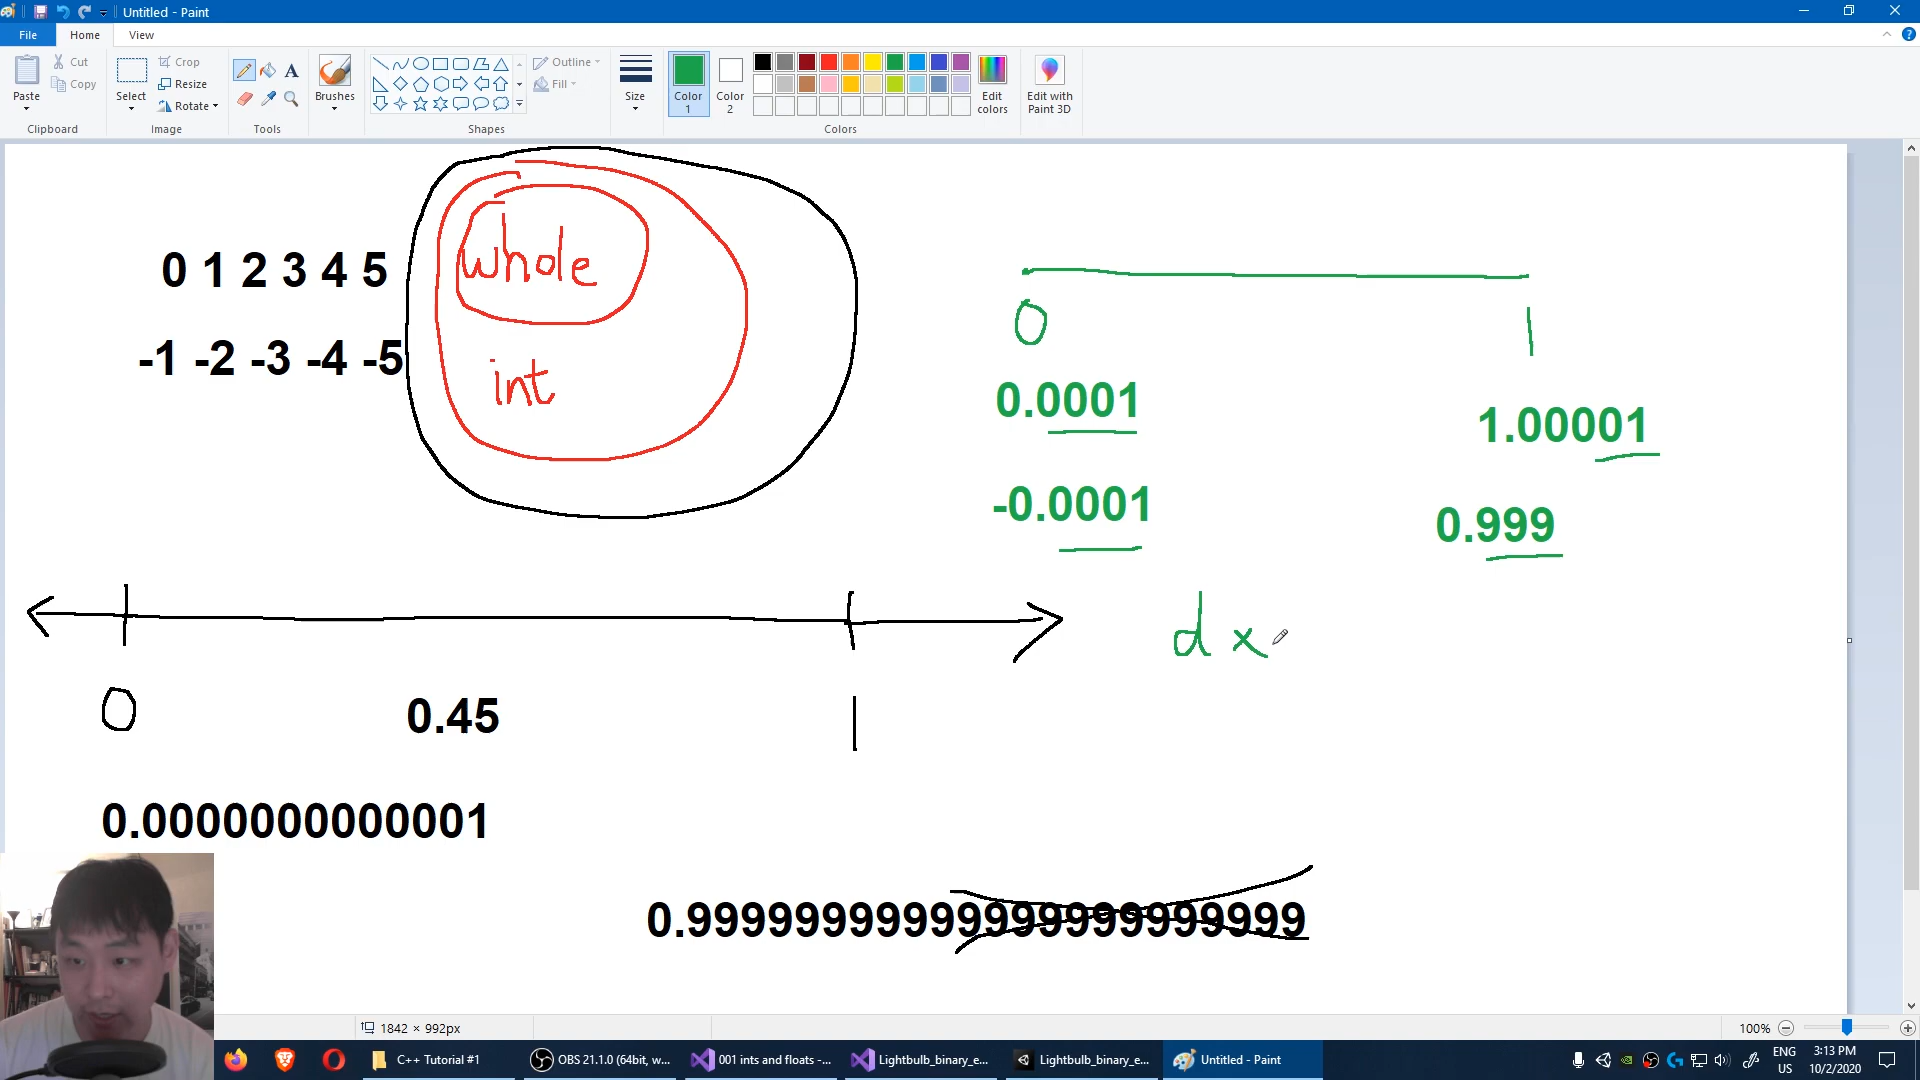 Untitled - Paint
File Home View
Paste
Cut
Copy
Clipboard
Select
Crop
Resize
Rotate
Image
Tools
Brushes
Shapes
Outline
Fill
Size
Color 1
Color 2
Colors
Edit colors
Edit with Paint 3D
0 1 2 3 4 5
-1 -2 -3 -4 -5
whole
int
0 1
0.0001
1.00001
-0.0001
0.999
dx
0 0.45 1
0.0000000000001
0.99999999999999999999999
1842 × 992px
100%
C++ Tutorial #1
OBS 21.1.0 (64bit, w...
001 ints and floats -...
Lightbulb_binary_e...
Lightbulb_binary_e...
Untitled - Paint
ENG
US
3:13 PM
10/2/2020